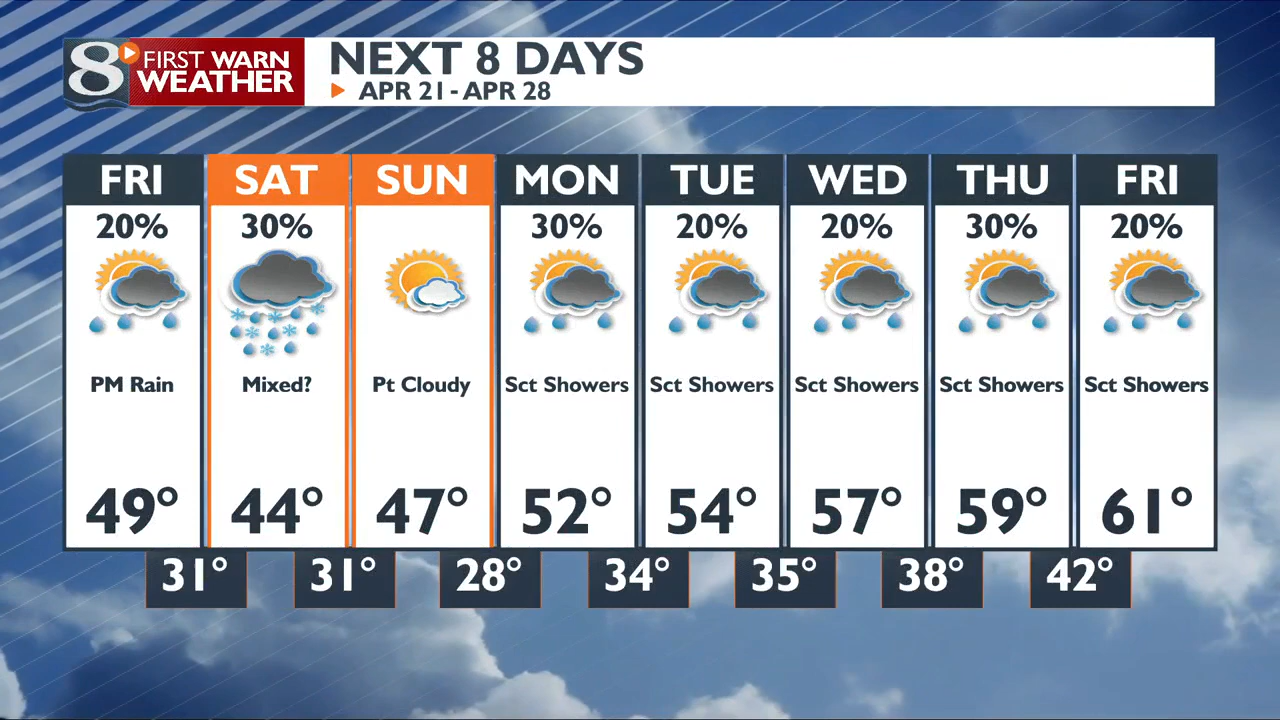 8 FIRST WARN
WEATHER
NEXT 8 DAYS
APR 21 - APR 28
FRI SAT SUN MON TUE WED THU FRI
20% 30% 30% 20% 20% 30% 20%
PM Rain Mixed? Pt Cloudy Sct Showers Sct Showers Sct Showers Sct Showers Sct Showers
49° 44° 47° 52° 54° 57° 59° 61°
31° 31° 28° 34° 35° 38° 42°